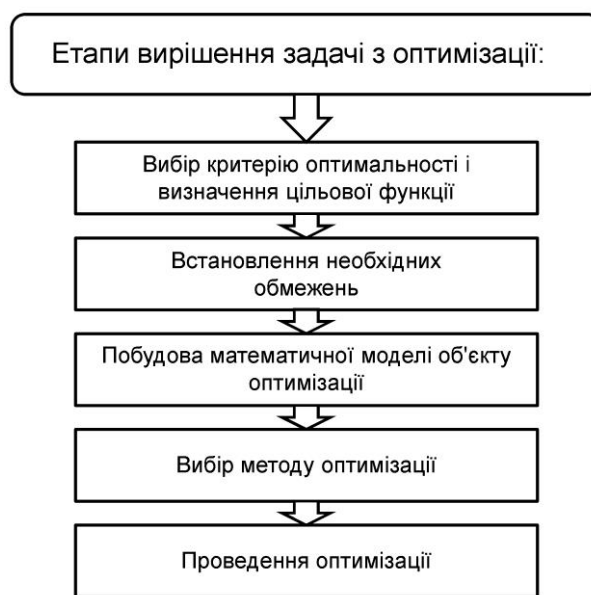 Етапи вирішення задачі з оптимізації:
Вибір критерію оптимальності і
визначення цільової функції
Встановлення необхідних
обмежень
Побудова математичної моделі об'єкту
оптимізації
Вибір методу оптимізації
Проведення оптимізації